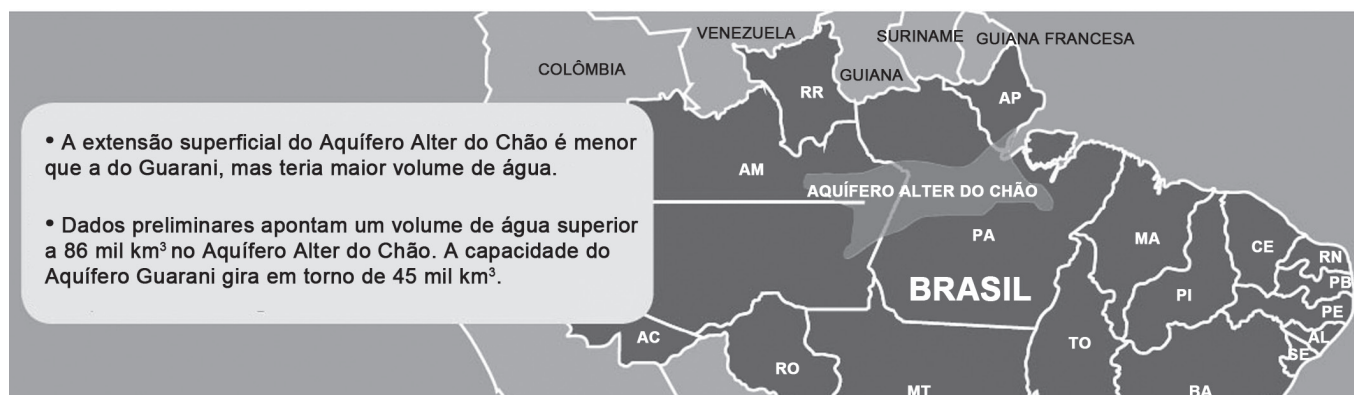 VENEZUELA
SURINAME
GUIANA FRANCESA
COLÔMBIA
GUIANA
RR
AP
• A extensão superficial do Aquífero Alter do Chão é menor
que a do Guarani, mas teria maior volume de água.
• Dados preliminares apontam um volume de água superior
a 86 mil km³ no Aquífero Alter do Chão. A capacidade do
Aquífero Guarani gira em torno de 45 mil km³.
AM
AQUÍFERO ALTER DO CHÃO
PA
MA
CE
RN
PB
BRASIL
PI
PE
AL
SE
AC
TO
RO
MT
BA